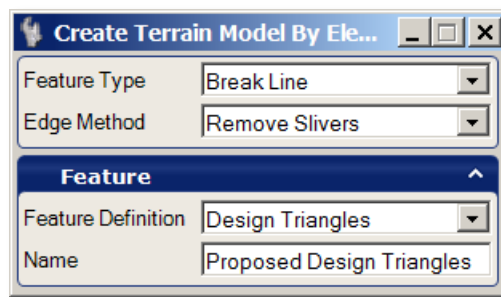 Create Terrain Model By Ele...
Feature Type Break Line
Edge Method Remove Slivers
Feature
Feature Definition Design Triangles
Name Proposed Design Triangles